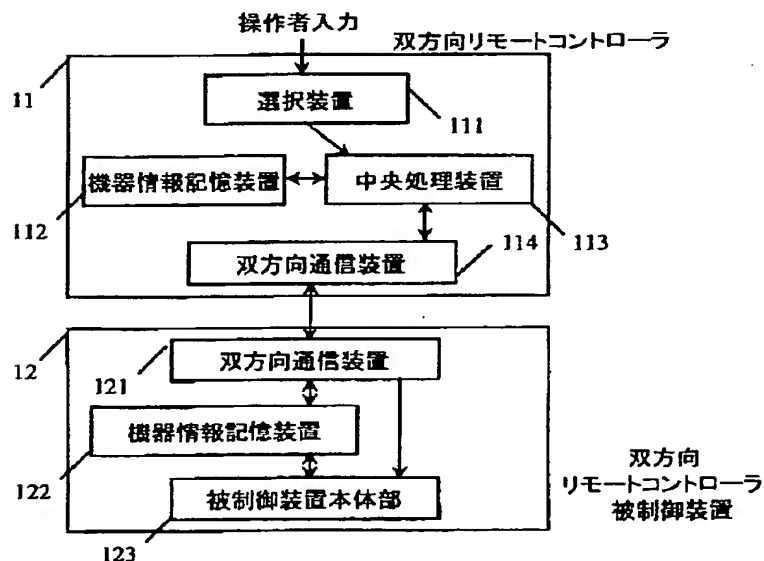 操作者入力
双方向リモートコントローラ
11
選択装置
111
機器情報記憶装置
中央処理装置
112
113
114
双方向通信装置
12
121
双方向通信装置
機器情報記憶装置
122
被制御装置本体部
123
双方向
リモートコントローラ
被制御装置